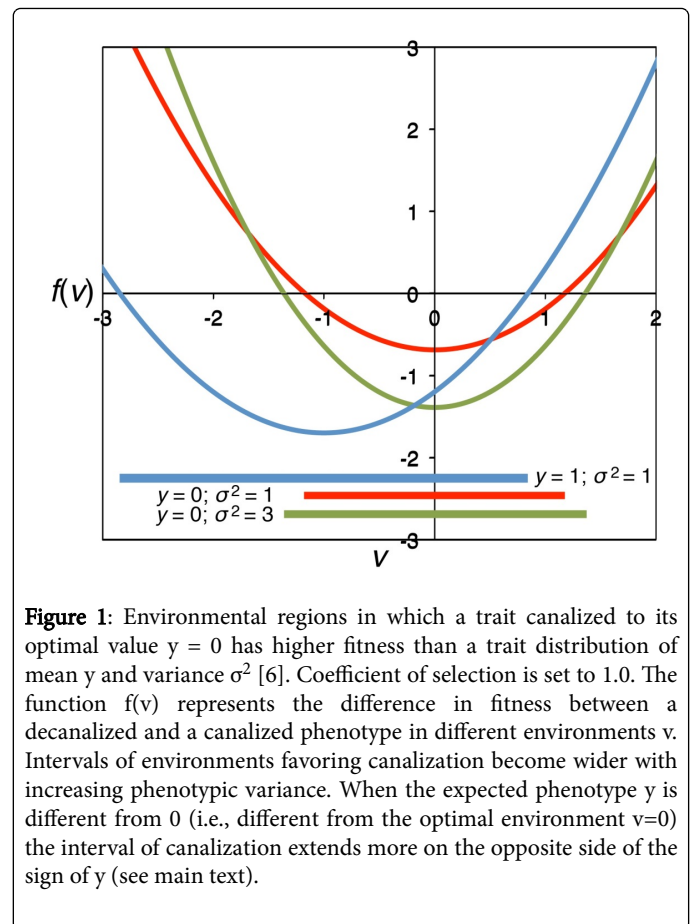 3
2
1
f(v)
0
-3
-2
-1
0
1
2
-1
-2
y = 1; σ² = 1
y = 0; σ² = 1
y = 0; σ² = 3
-3
v
Figure 1: Environmental regions in which a trait canalized to its
optimal value y = 0 has higher fitness than a trait distribution of
mean y and variance σ² [6]. Coefficient of selection is set to 1.0. The
function f(v) represents the difference in fitness between a
decanalized and a canalized phenotype in different environments v.
Intervals of environments favoring canalization become wider with
increasing phenotypic variance. When the expected phenotype y is
different from 0 (i.e., different from the optimal environment v=0)
the interval of canalization extends more on the opposite side of the
sign of y (see main text).